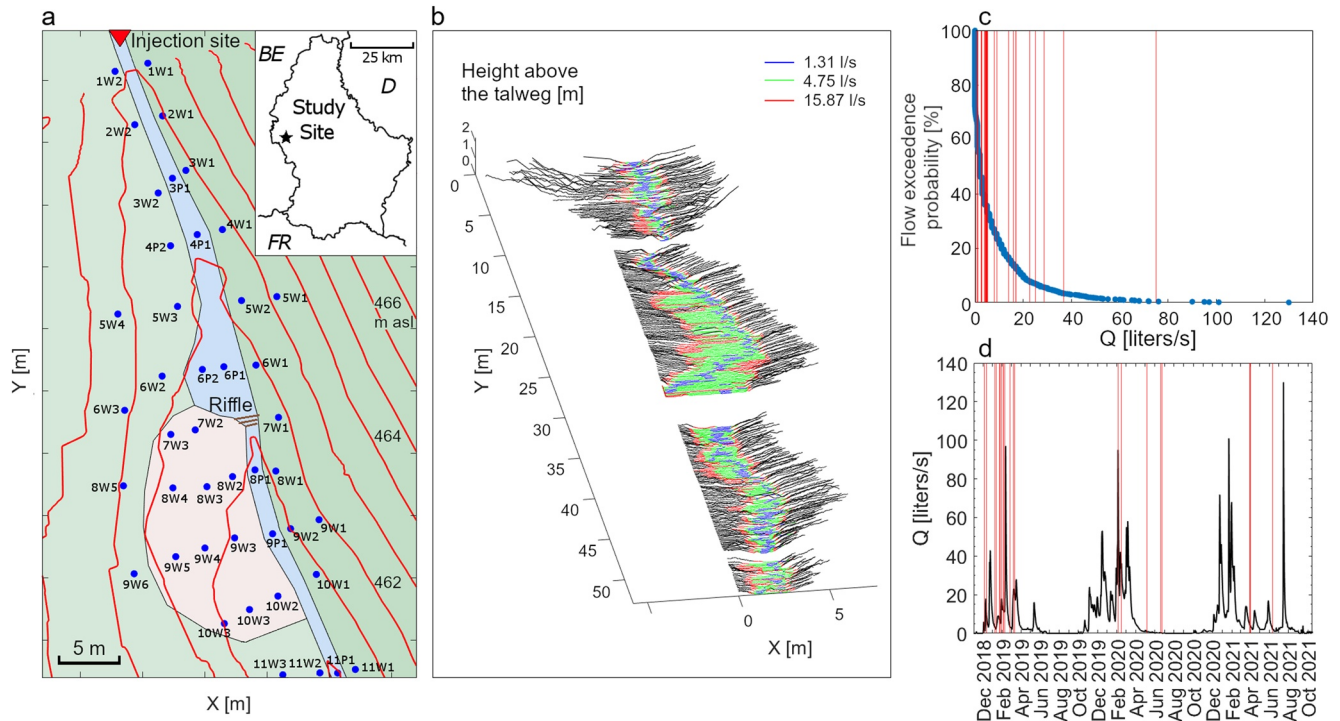 a
Injection site
1W2
1W1
2W1
2W2
3W1
3P1
3W2
4W1
4P1
4P2
5W1
5W2
5W3
5W4
466
m asl
6W1
6P1
6P2
6W2
6W3
Riffle
7W1
7W2
7W3
464
8P1
8W1
8W2
8W3
8W4
8W5
9W1
9W2
9P1
9W3
9W4
9W5
9W6
10W1
462
10W2
10W3
10W3
5 m
11W3
11W2
11P1
11W1
X [m]
Y [m]
BE
25 km
D
Study
Site
FR
b
Height above
the talweg [m]
1.31 l/s
4.75 l/s
15.87 l/s
2
1
0
0
5
10
15
20
25
30
35
40
45
50
Y [m]
0
5
X [m]
c
Flow exceedence
probability [%]
100
80
60
40
20
0
0
20
40
60
80
100
120
140
Q [liters/s]
d
Q [liters/s]
140
120
100
80
60
40
20
0
Dec 2018
Feb 2019
Apr 2019
Jun 2019
Aug 2019
Oct 2019
Dec 2019
Feb 2020
Apr 2020
Jun 2020
Aug 2020
Oct 2020
Dec 2020
Feb 2021
Apr 2021
Jun 2021
Aug 2021
Oct 2021